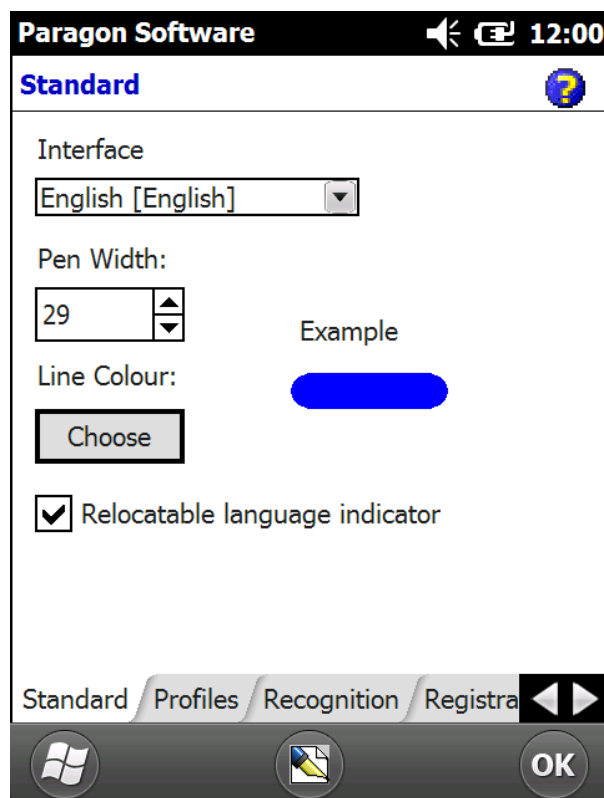 Paragon Software 12:00
Standard
Interface
English [English]
Pen Width:
29
Example
Line Colour:
Choose
Relocatable language indicator
Standard Profiles Recognition Registra
OK